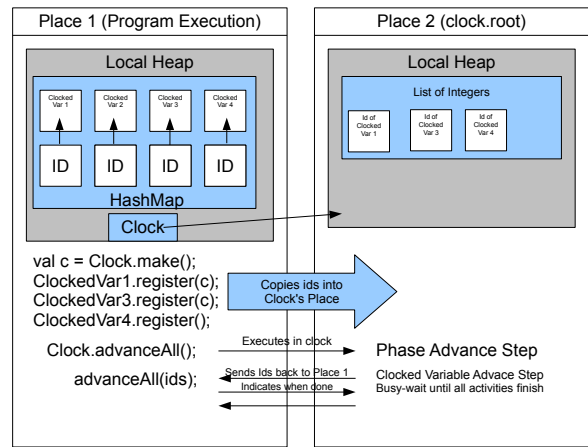 Place 1 (Program Execution)
Place 2 (clock.root)
Local Heap
Clocked
Var 1
Clocked
Var 2
Clocked
Var 3
Clocked
Var 4
ID
ID
ID
ID
HashMap
Clock
Local Heap
List of Integers
Id of
Clocked
Var 1
Id of
Clocked
Var 3
Id of
Clocked
Var 4
val c = Clock.make();
ClockedVar1.register(c);
ClockedVar3.register(c);
ClockedVar4.register();
Copies ids into
Clock's Place
Clock.advanceAll();
Executes in clock
Phase Advance Step
advanceAll(ids);
Sends Ids back to Place 1
Indicates when done
Clocked Variable Advace Step
Busy-wait until all activities finish